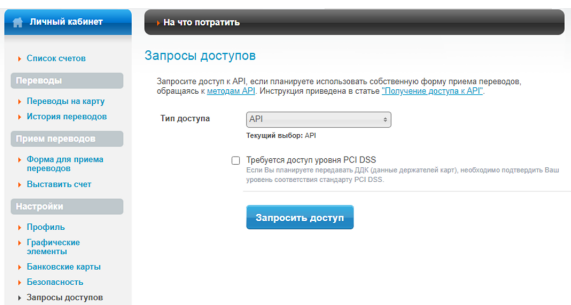 Личный кабинет
На что потратить
Список счетов
Переводы
Переводы на карту
История переводов
Прием переводов
Форма для приема
переводов
Выставить счет
Настройки
Профиль
Графические
элементы
Банковские карты
Безопасность
Запросы доступов
Запросы доступов
Запросите доступ к API, если планируете использовать собственную форму приема переводов,
обращаясь к методам API. Инструкция приведена в статье "Получение доступа к API".
Тип доступа
API
Текущий выбор: API
Требуется доступ уровня PCI DSS
Если Вы планируете передавать ДДК (данные держателей карт), необходимо подтвердить Ваш
уровень соответствия стандарту PCI DSS.
Запросить доступ